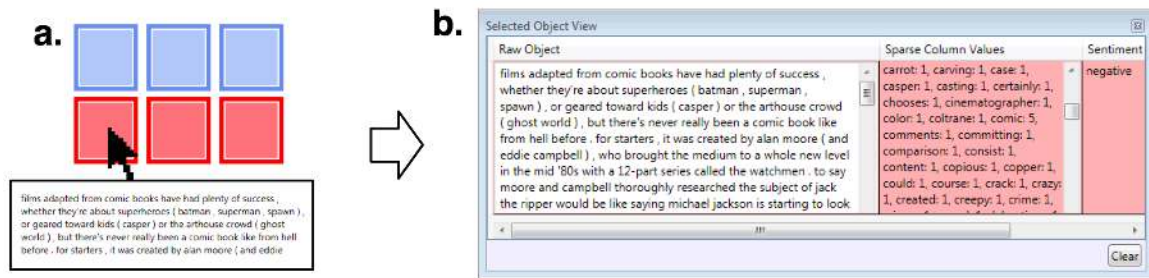 a.
films adapted from comic books have had plenty of success ,
whether they're about superheroes ( batman , superman , spawn ) ,
or geared toward kids ( casper ) or the arthouse crowd ( ghost
world ) , but there's never really been a comic book like from hell
before . for starters , it was created by alan moore ( and eddie
b.
Selected Object View
Raw Object
films adapted from comic books have had plenty of success ,
whether they're about superheroes ( batman , superman ,
spawn ) , or geared toward kids ( casper ) or the arthouse crowd
( ghost world ) , but there's never really been a comic book like
from hell before . for starters , it was created by alan moore ( and
eddie campbell ) , who brought the medium to a whole new level
in the mid '80s with a 12-part series called the watchmen . to say
moore and campbell thoroughly researched the subject of jack
the ripper would be like saying michael jackson is starting to look
Sparse Column Values
carrot: 1, carving: 1, case: 1,
casper: 1, casting: 1, certainly: 1,
chooses: 1, cinematographer: 1,
color: 1, coltrane: 1, comic: 5,
comments: 1, committing: 1,
comparison: 1, consist: 1,
content: 1, copious: 1, copper: 1,
could: 1, course: 1, crack: 1, crazy:
1, created: 1, creepy: 1, crime: 1,
Sentiment
negative
Clear